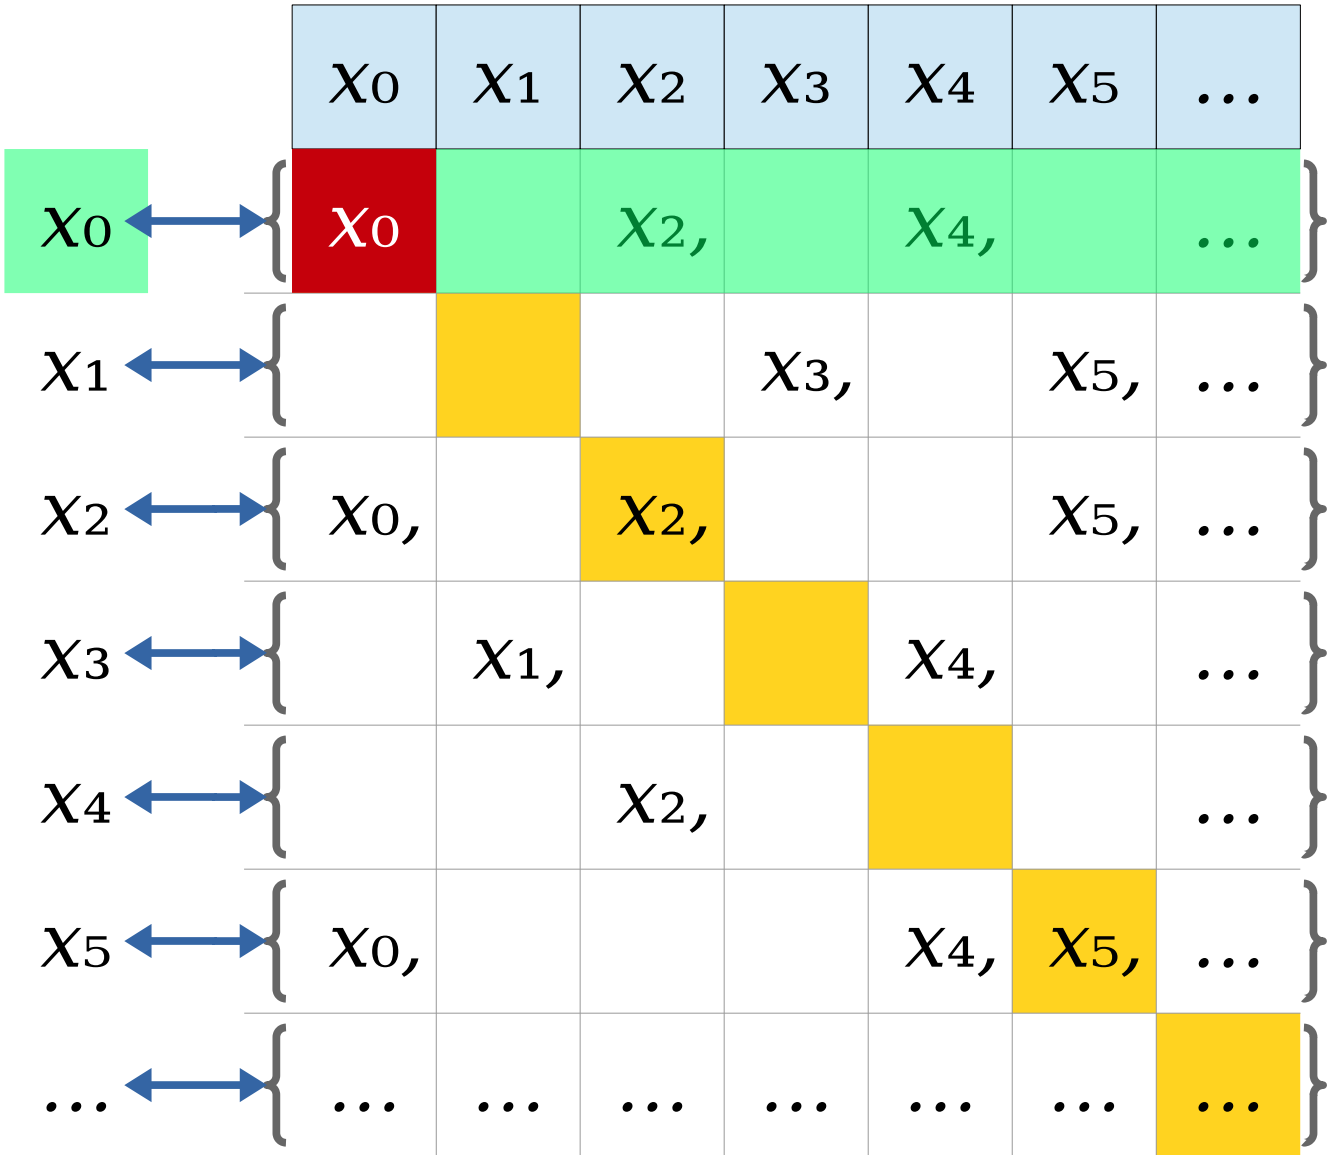 x₀ x₁ x₂ x₃ x₄ x₅ ...
x₀ { x₀ x₂, x₄, ... }
x₁ { x₃, x₅, ... }
x₂ { x₀, x₂, x₅, ... }
x₃ { x₁, x₄, ... }
x₄ { x₂, ... }
x₅ { x₀, x₄, x₅, ... }
... { ... ... ... ... ... ... ... }